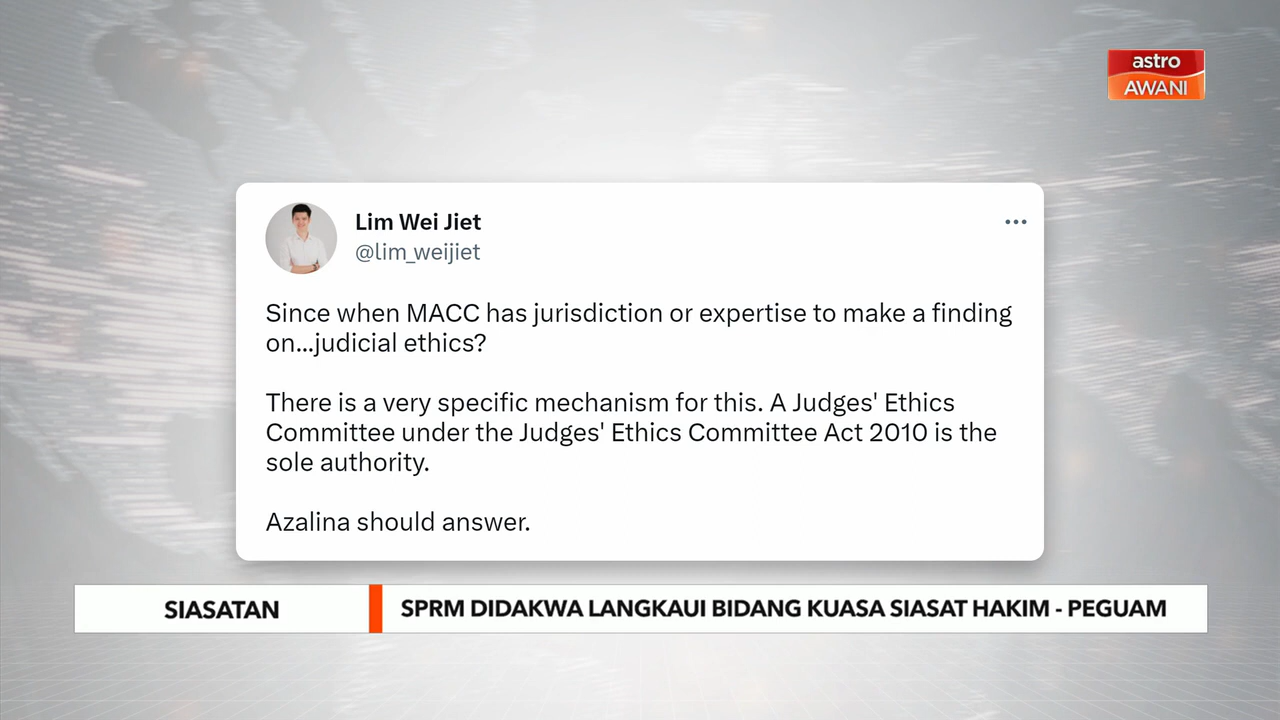 astro
AWANI
Lim Wei Jiet
@lim_weijiet
Since when MACC has jurisdiction or expertise to make a finding
on...judicial ethics?
There is a very specific mechanism for this. A Judges' Ethics
Committee under the Judges' Ethics Committee Act 2010 is the
sole authority.
Azalina should answer.
SIASATAN
SPRM DIDAKWA LANGKAUI BIDANG KUASA SIASAT HAKIM - PEGUAM